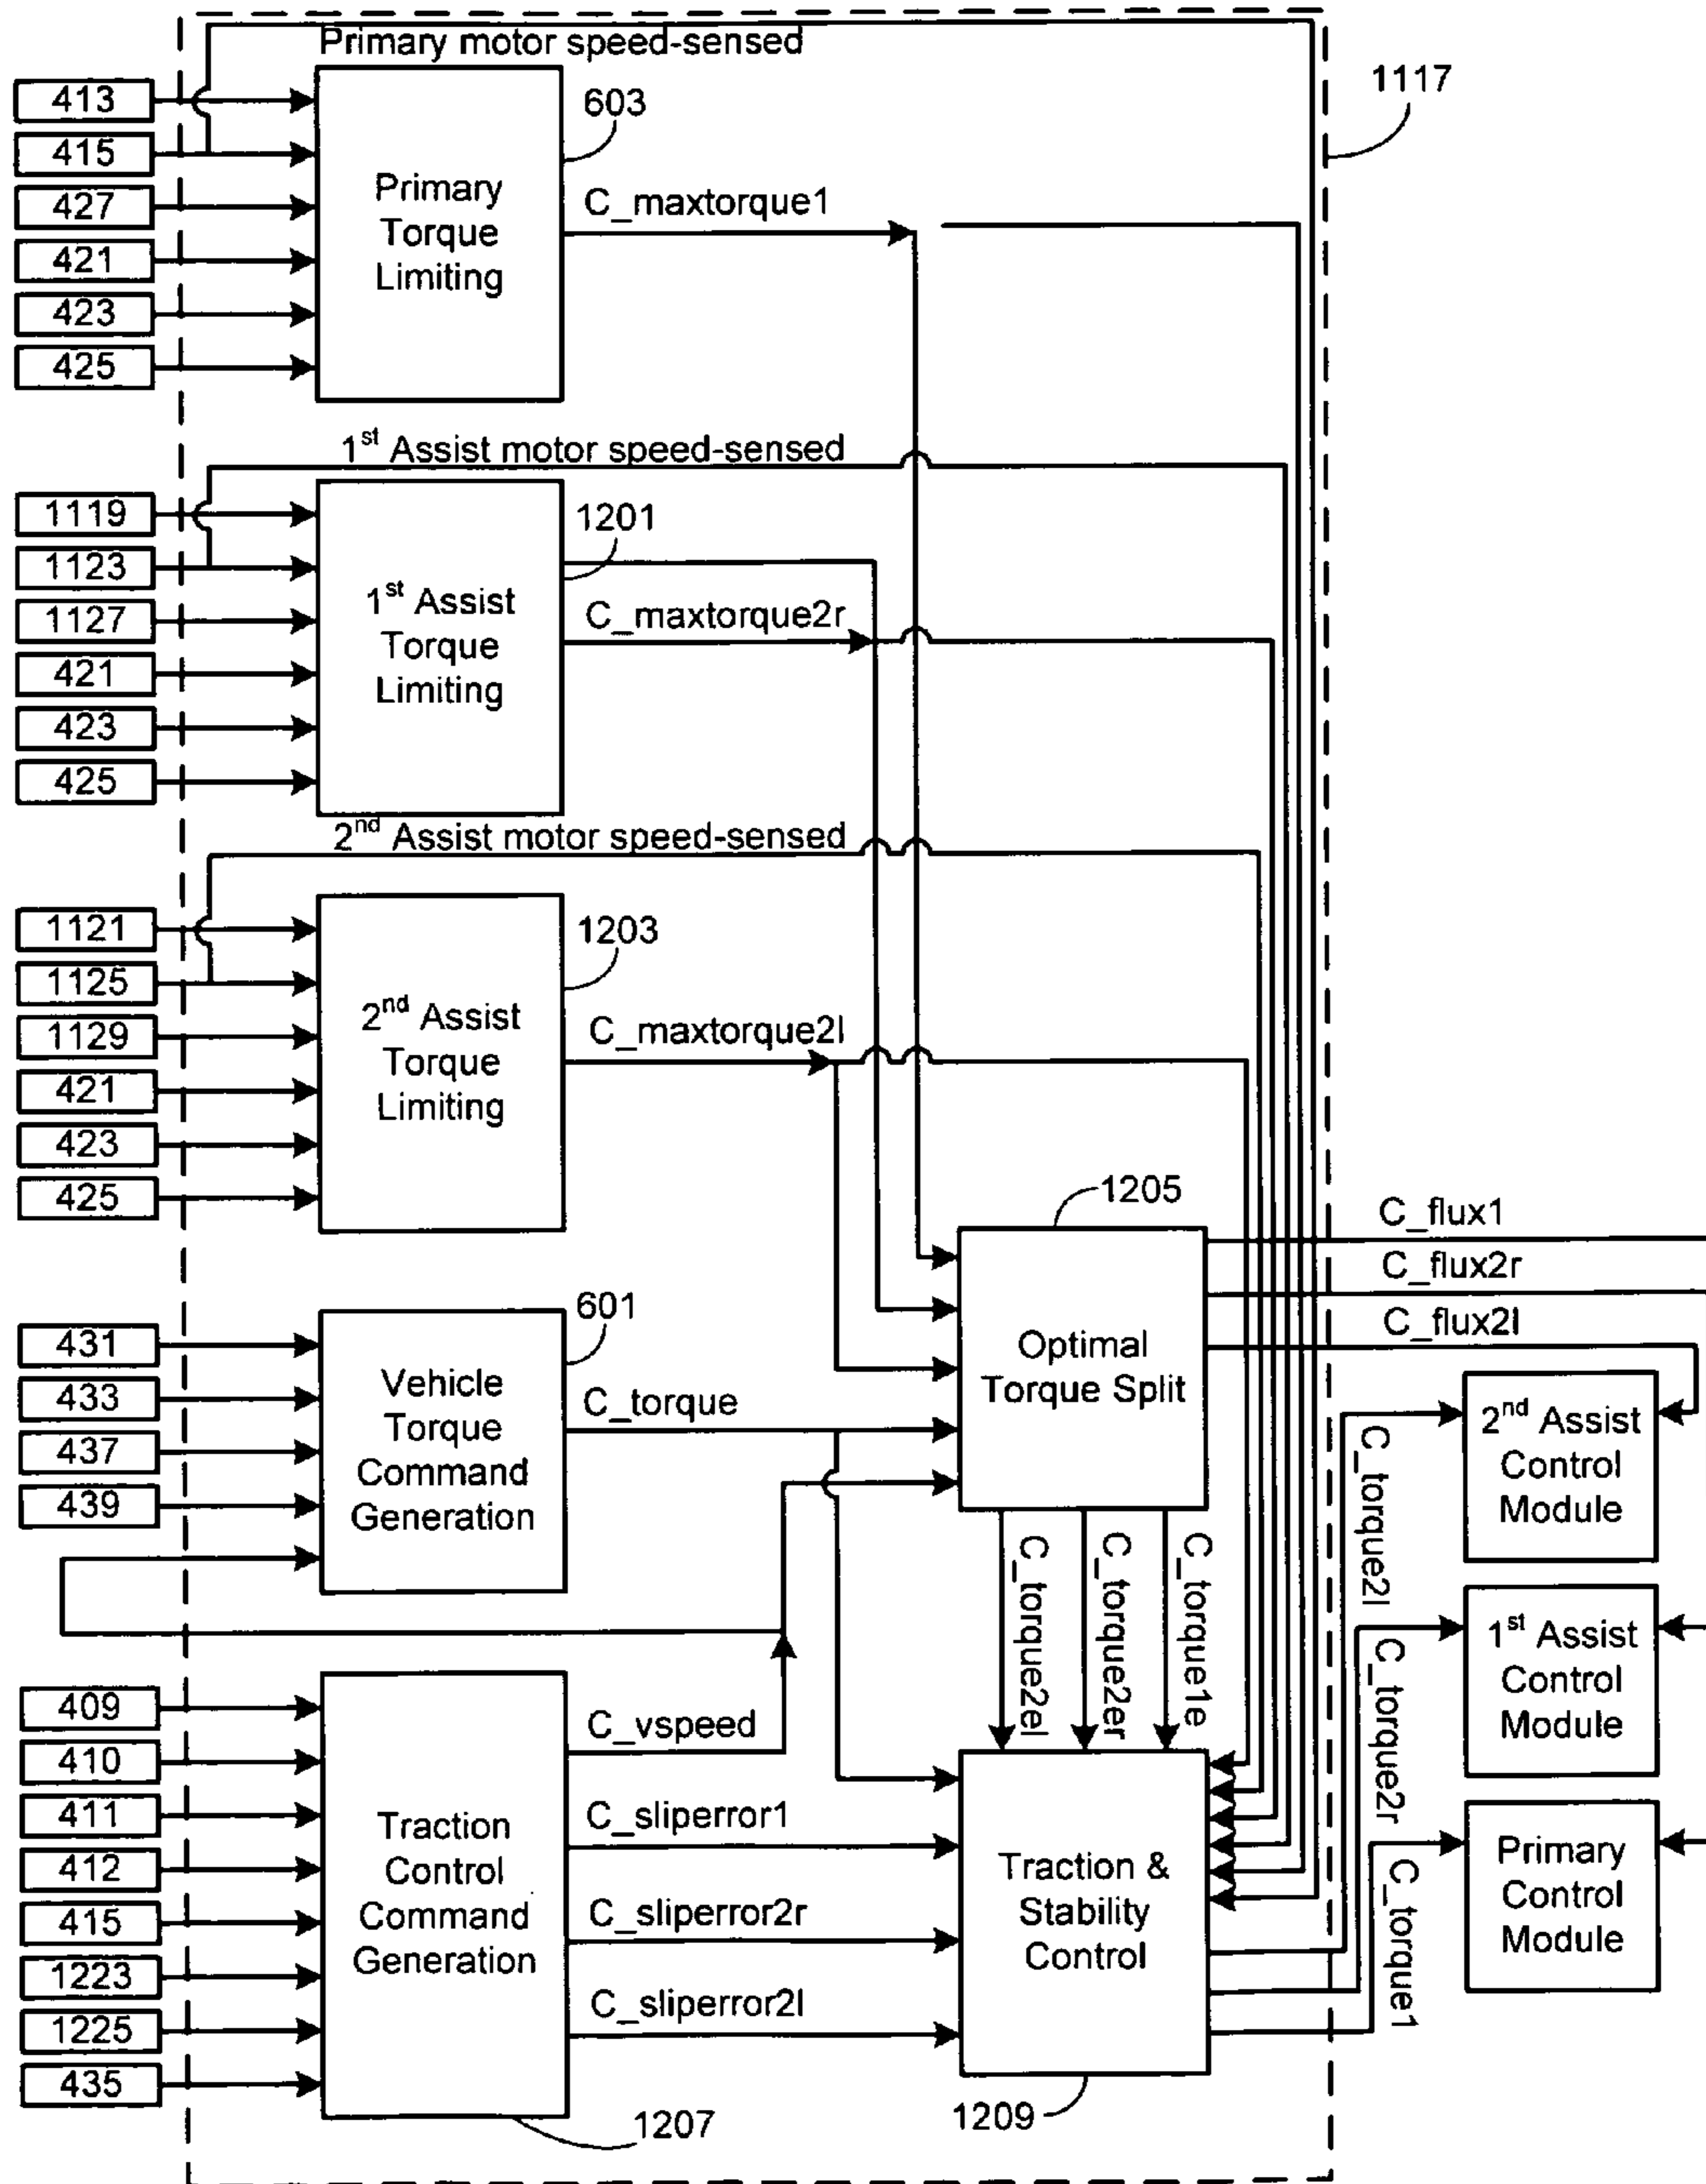 Primary motor speed-sensed
1117
413
415
427
421
423
425
603
Primary
Torque
Limiting
C_maxtorque1
1st Assist motor speed-sensed
1119
1123
1127
421
423
425
1201
1st Assist
Torque
Limiting
C_maxtorque2r
2nd Assist motor speed-sensed
1121
1125
1129
421
423
425
1203
2nd Assist
Torque
Limiting
C_maxtorque2l
1205
Optimal
Torque Split
C_flux1
C_flux2r
C_flux2l
431
433
437
439
601
Vehicle
Torque
Command
Generation
C_torque
C_torque2el
C_torque2er
C_torque1e
2nd Assist
Control
Module
C_torque2l
1st Assist
Control
Module
C_torque2r
Primary
Control
Module
C_torque1
409
410
411
412
415
1223
1225
435
Traction
Control
Command
Generation
1207
C_vspeed
C_sliperror1
C_sliperror2r
C_sliperror2l
Traction &
Stability
Control
1209